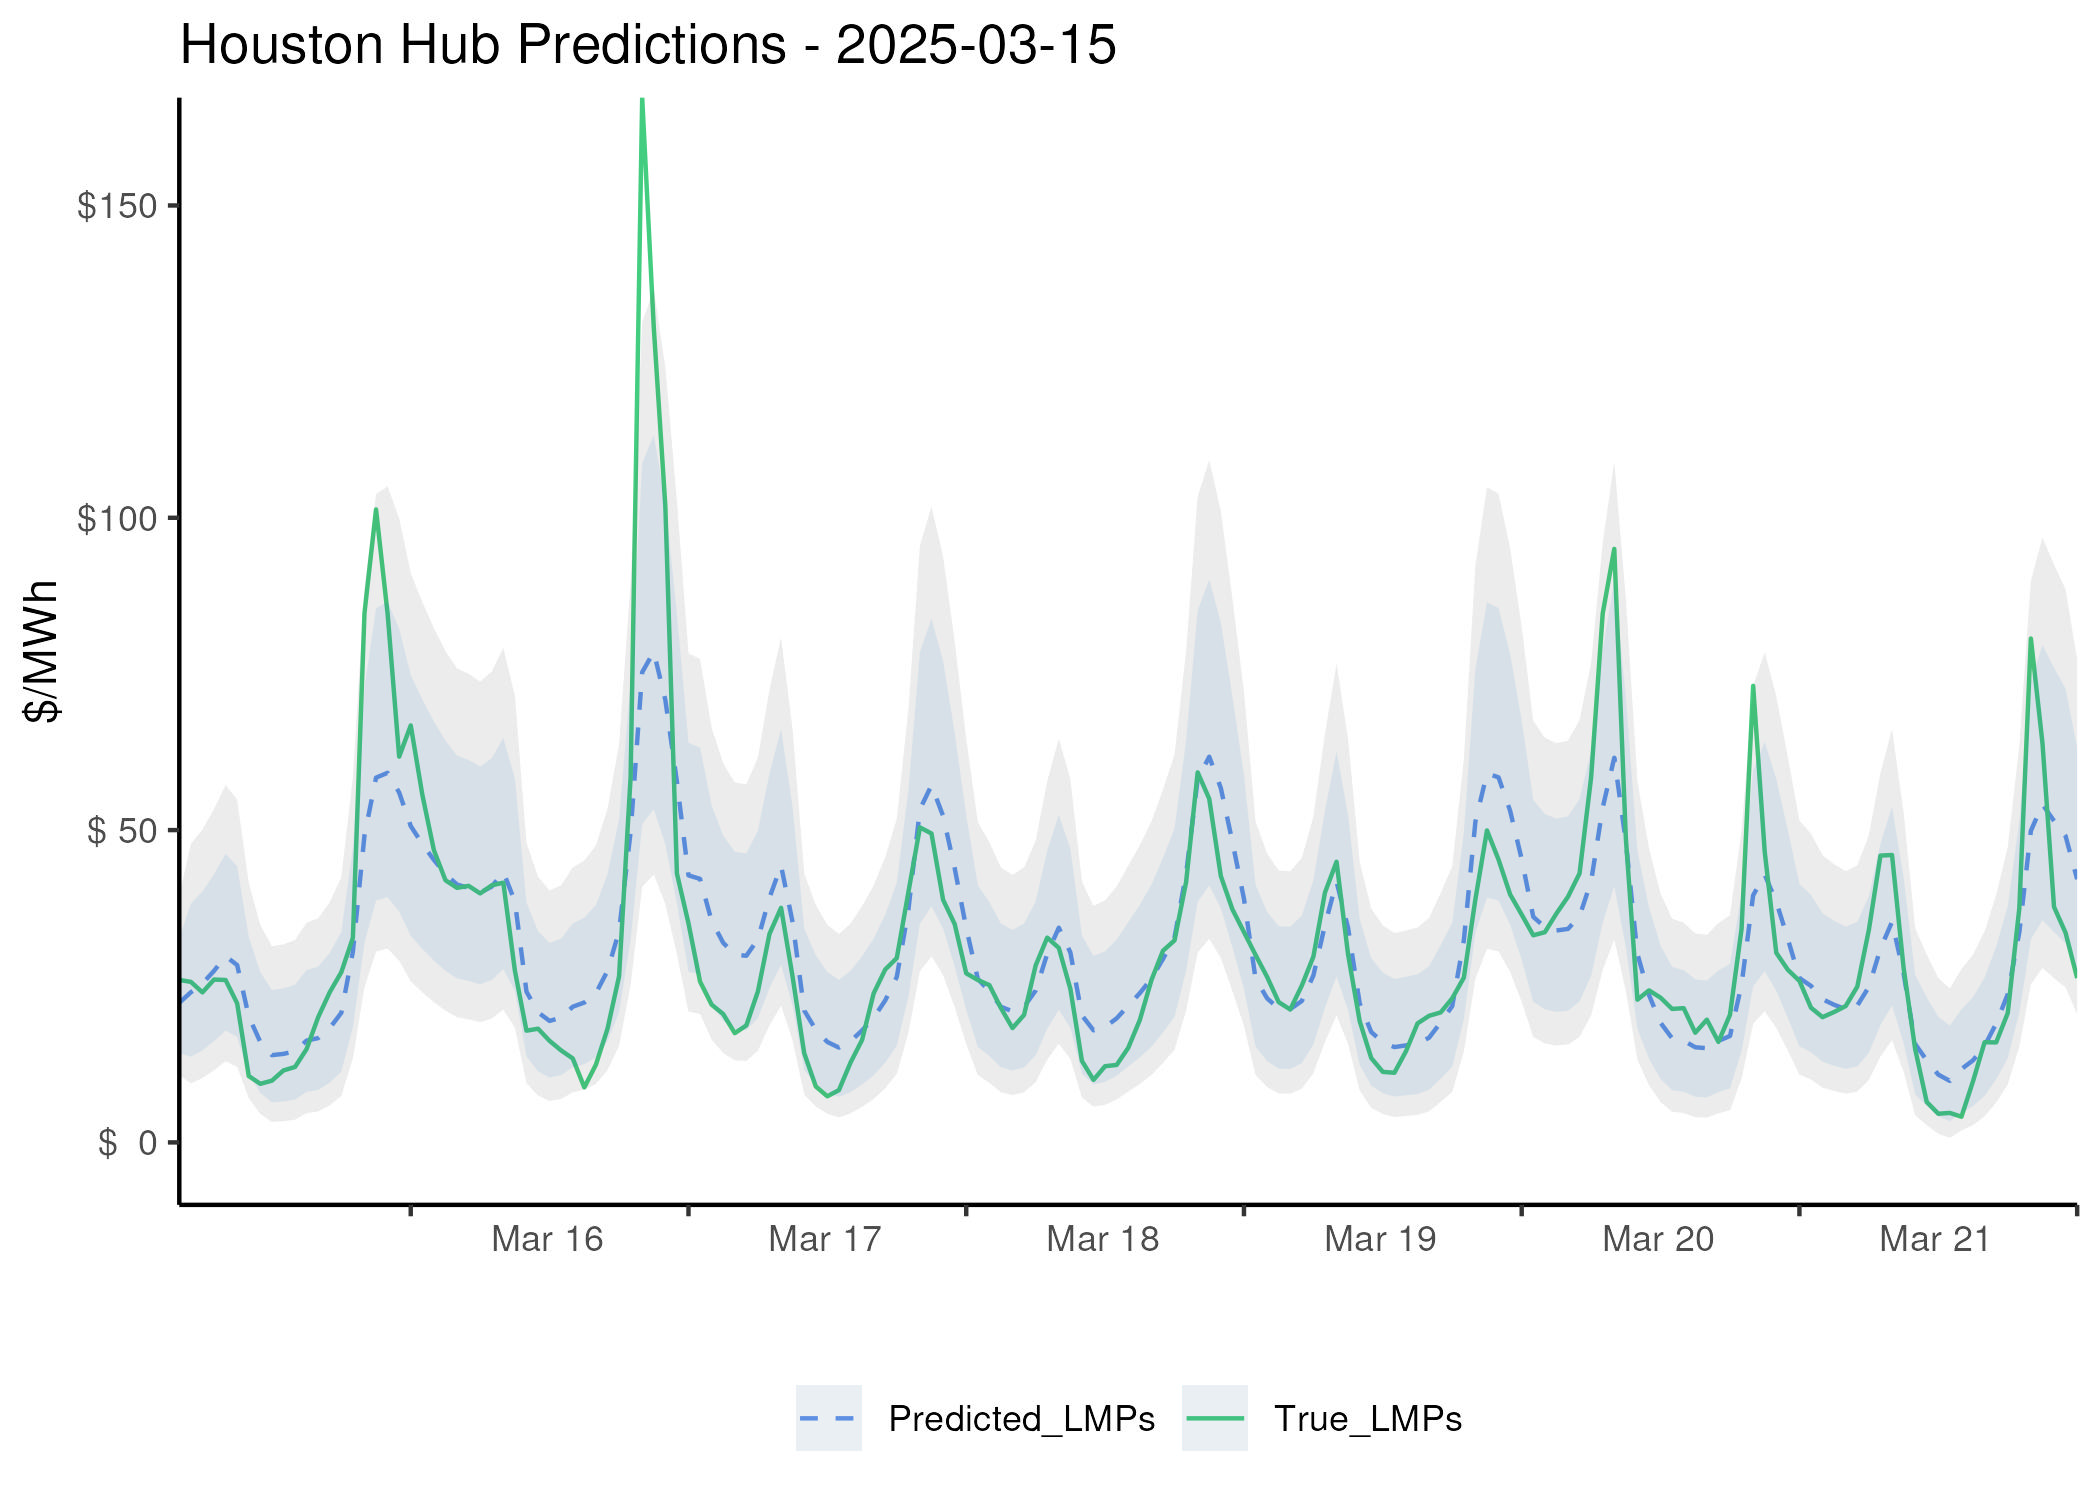 Houston Hub Predictions - 2025-03-15
$/MWh
$150
$100
$ 50
$  0
Mar 16
Mar 17
Mar 18
Mar 19
Mar 20
Mar 21
Predicted_LMPs
True_LMPs